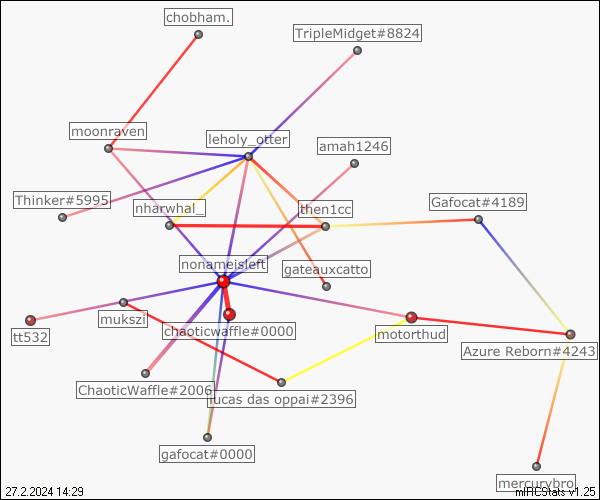 chobham.
TripleMidget#8824
moonraven
leholy_otter
amah1246
Thinker#5995
nharwhal_
then1cc
Gafocat#4189
nonameisleft
gateauxcatto
mukszi
chaoticwaffle#0000
motorthud
tt532
Azure Reborn#4243
ChaoticWaffle#2006
lucas das oppai#2396
gafocat#0000
mercurybro
27.2.2024 14:29
mIRCStats v1.25